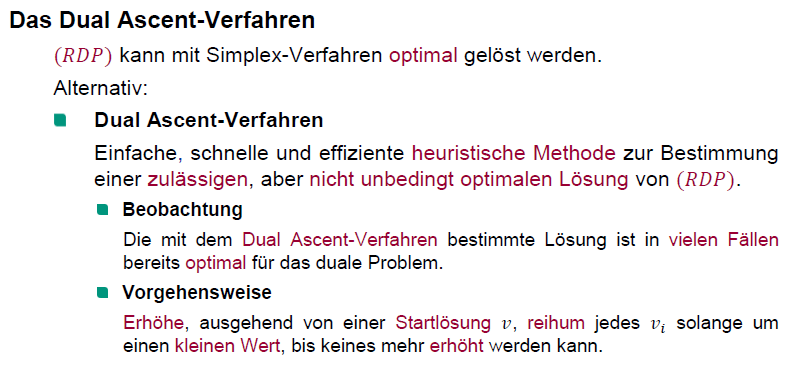 Das Dual Ascent-Verfahren
(RDP) kann mit Simplex-Verfahren optimal gelöst werden.
Alternativ:
Dual Ascent-Verfahren
Einfache, schnelle und effiziente heuristische Methode zur Bestimmung
einer zulässigen, aber nicht unbedingt optimalen Lösung von (RDP).
Beobachtung
Die mit dem Dual Ascent-Verfahren bestimmte Lösung ist in vielen Fällen
bereits optimal für das duale Problem.
Vorgehensweise
Erhöhe, ausgehend von einer Startlösung v, reihum jedes vᵢ solange um
einen kleinen Wert, bis keines mehr erhöht werden kann.